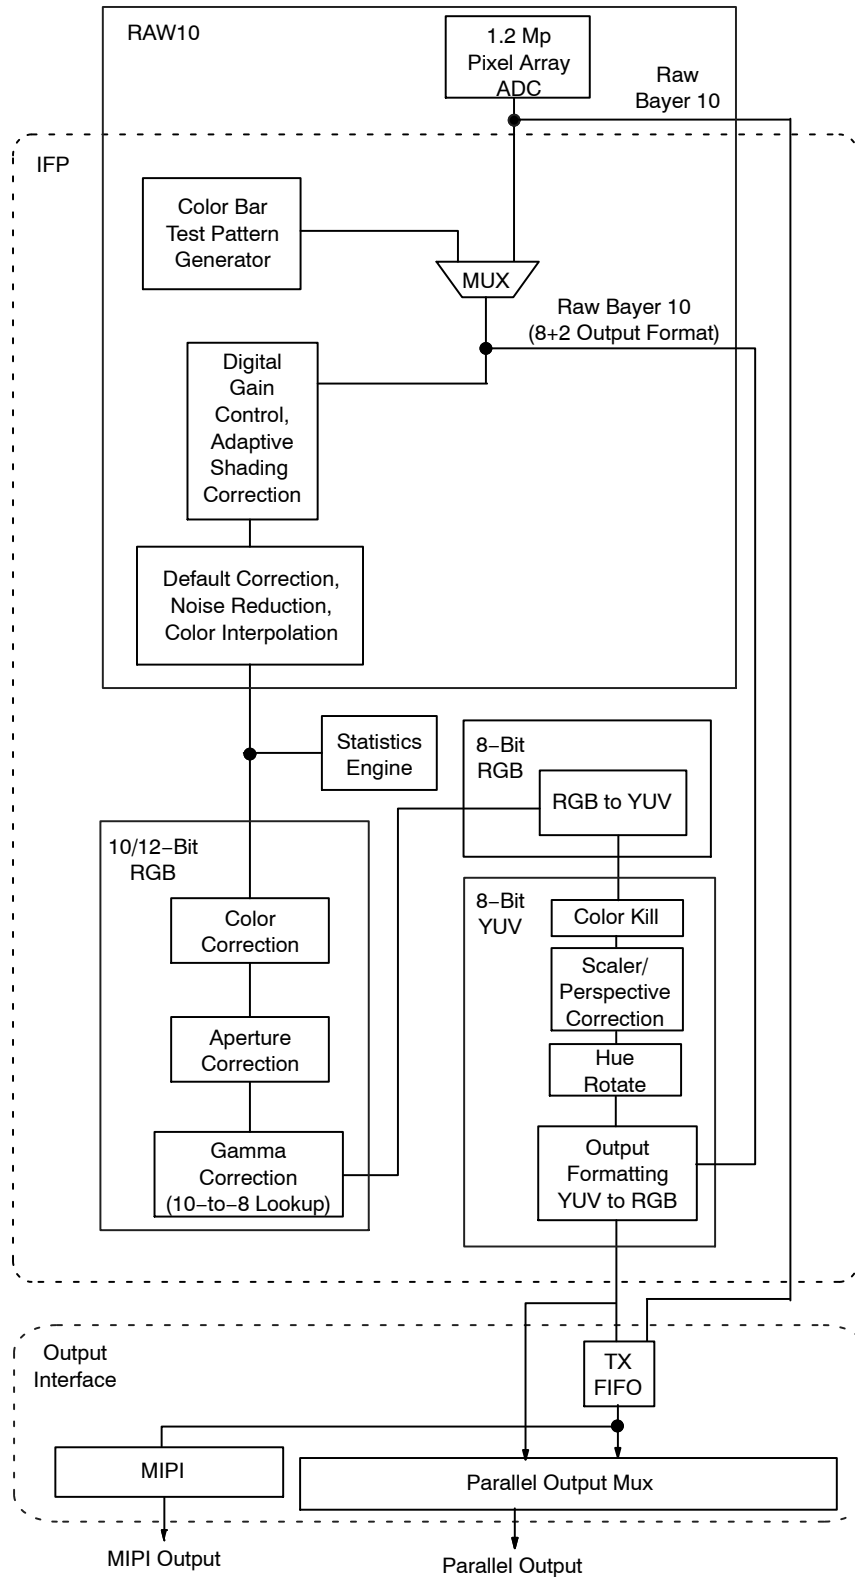 RAW10
1.2 Mp
Pixel Array
ADC
Raw
Bayer 10
IFP
Color Bar
Test Pattern
Generator
MUX
Raw Bayer 10
(8+2 Output Format)
Digital
Gain
Control,
Adaptive
Shading
Correction
Default Correction,
Noise Reduction,
Color Interpolation
Statistics
Engine
8−Bit
RGB
RGB to YUV
10/12−Bit
RGB
Color
Correction
Aperture
Correction
Gamma
Correction
(10−to−8 Lookup)
8−Bit
YUV
Color Kill
Scaler/
Perspective
Correction
Hue
Rotate
Output
Formatting
YUV to RGB
Output
Interface
TX
FIFO
MIPI
Parallel Output Mux
MIPI Output
Parallel Output